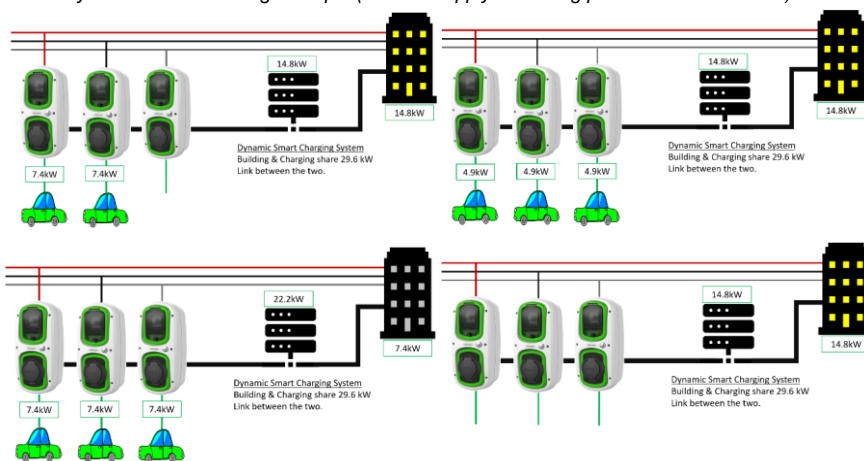 14.8kW
14.8kW
Dynamic Smart Charging System
Building & Charging share 29.6 kW
Link between the two.
7.4kW
7.4kW
14.8kW
14.8kW
Dynamic Smart Charging System
Building & Charging share 29.6 kW
Link between the two.
4.9kW
4.9kW
4.9kW
22.2kW
7.4kW
Dynamic Smart Charging System
Building & Charging share 29.6 kW
Link between the two.
7.4kW
7.4kW
7.4kW
14.8kW
14.8kW
Dynamic Smart Charging System
Building & Charging share 29.6 kW
Link between the two.